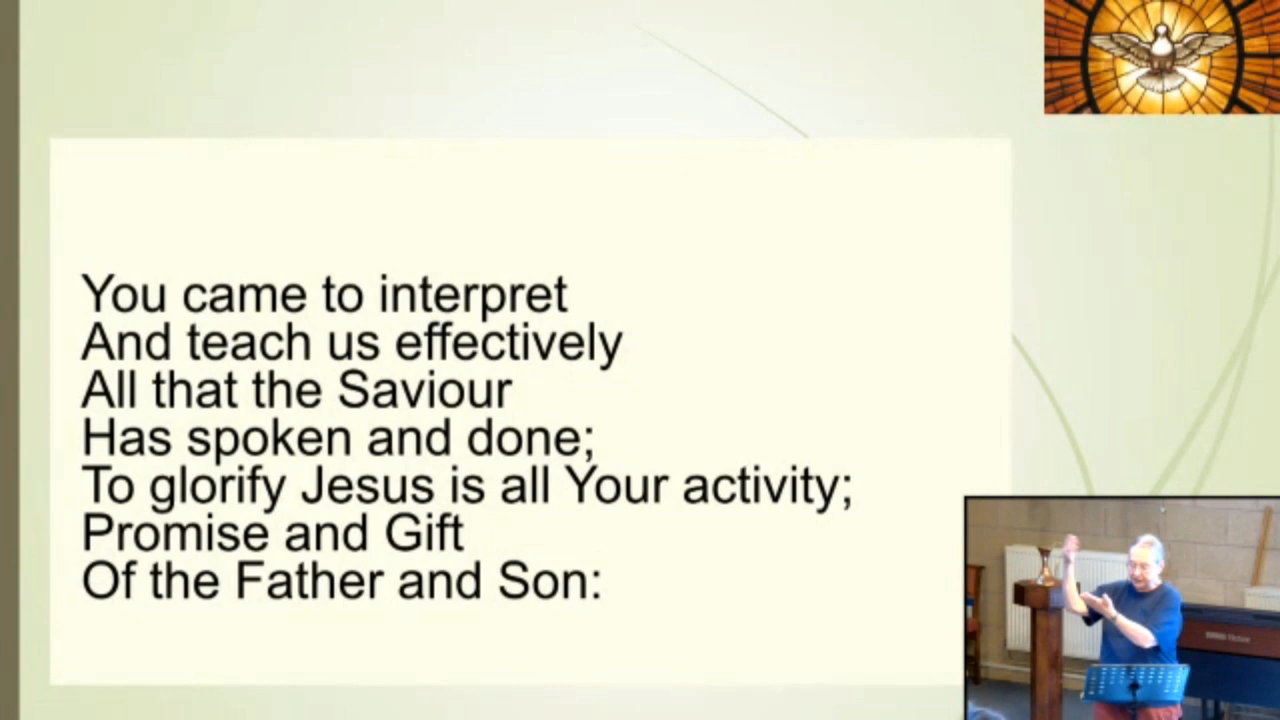 You came to interpret
And teach us effectively
All that the Saviour
Has spoken and done;
To glorify Jesus is all Your activity;
Promise and Gift
Of the Father and Son: